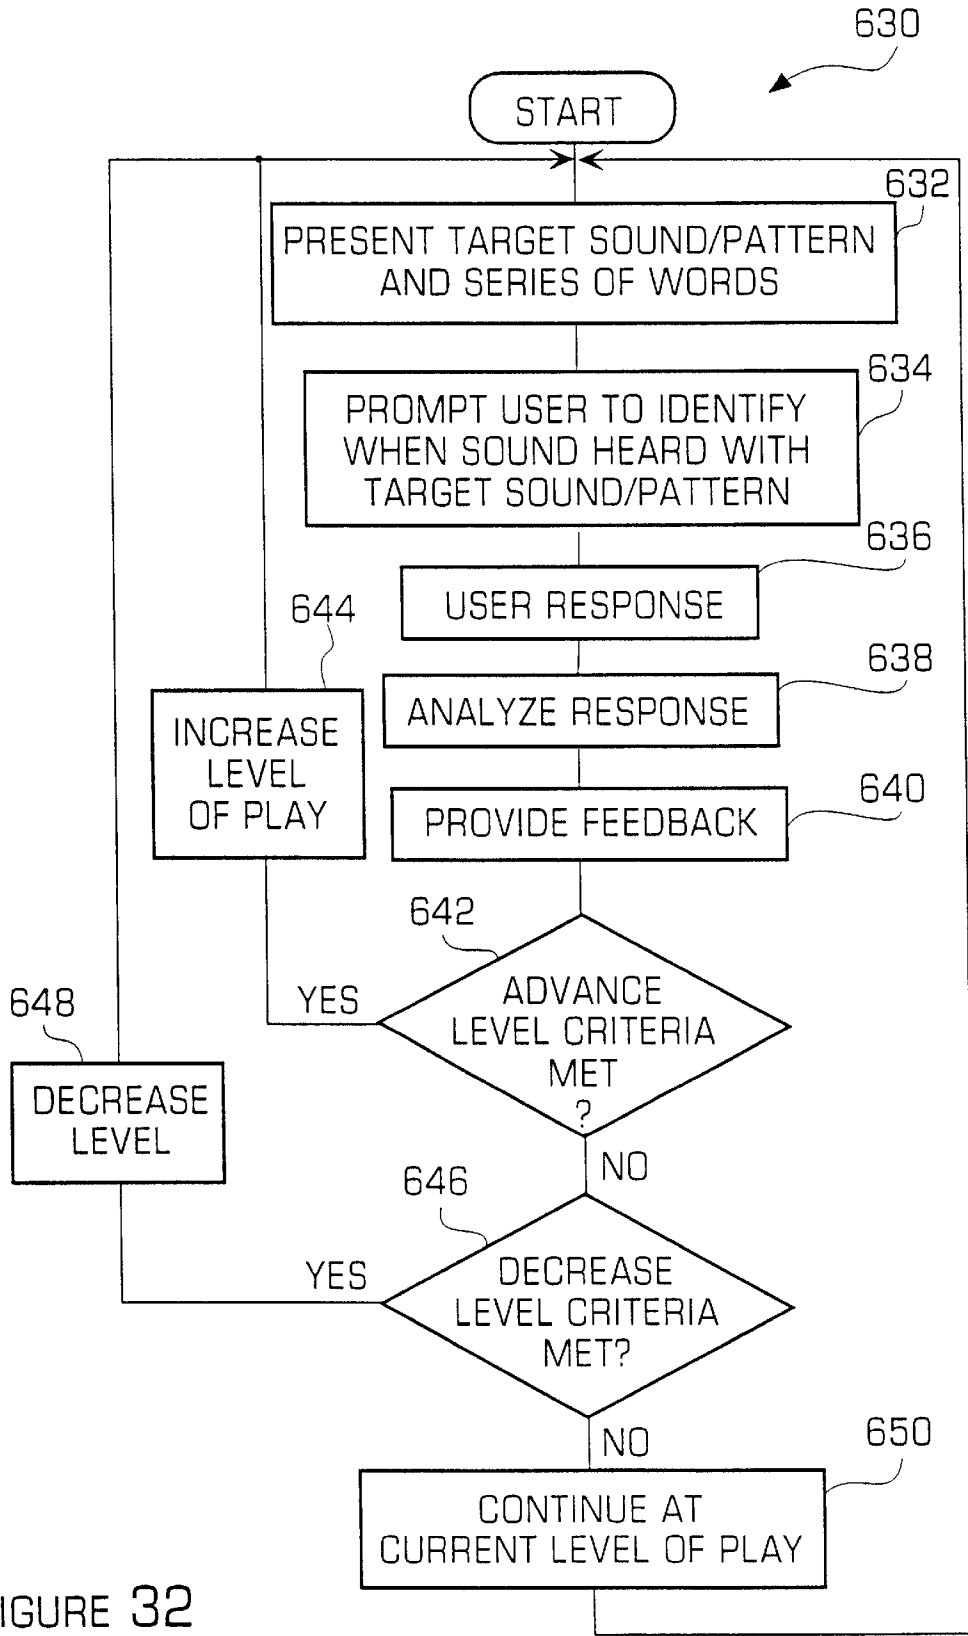 630
START
632
PRESENT TARGET SOUND/PATTERN
AND SERIES OF WORDS
634
PROMPT USER TO IDENTIFY
WHEN SOUND HEARD WITH
TARGET SOUND/PATTERN
636
USER RESPONSE
644
638
INCREASE
LEVEL
OF PLAY
ANALYZE RESPONSE
640
PROVIDE FEEDBACK
642
YES
ADVANCE
LEVEL CRITERIA
MET
?
648
DECREASE
LEVEL
NO
646
YES
DECREASE
LEVEL CRITERIA
MET?
NO
650
CONTINUE AT
CURRENT LEVEL OF PLAY
IGURE 32